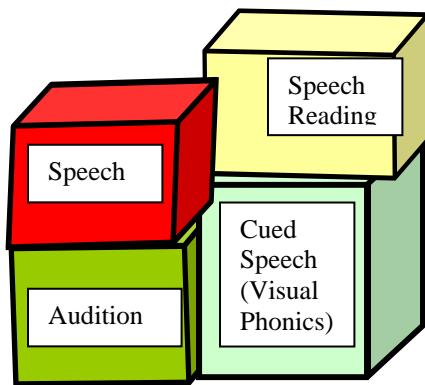 Speech
Reading
Speech
Cued
Speech
(Visual
Phonics)
Audition